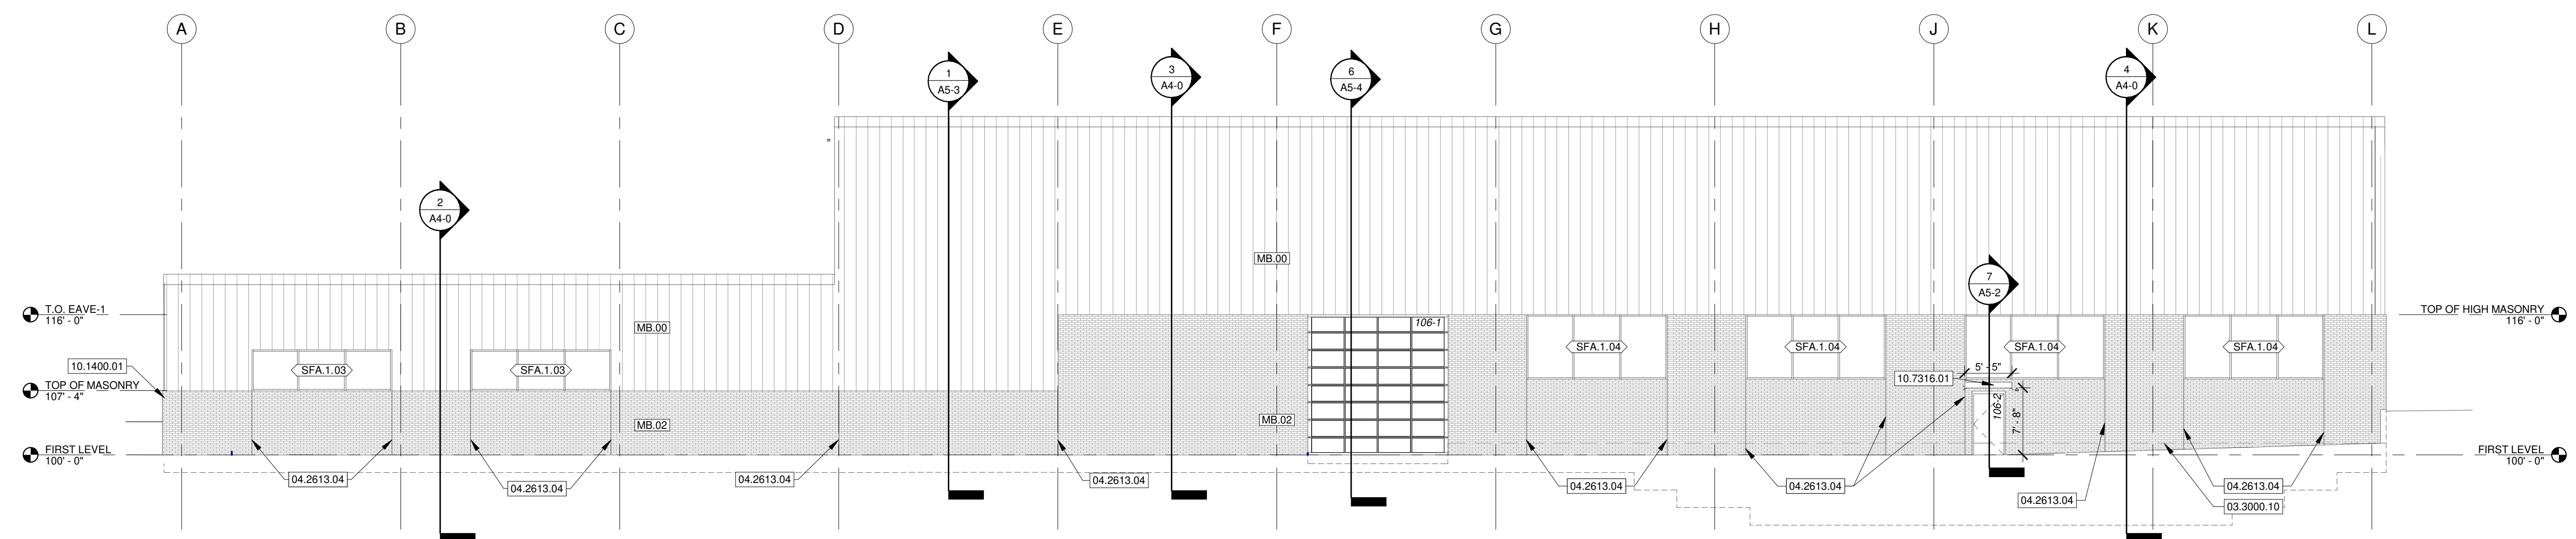 A
B
C
D
E
F
G
H
J
K
L
1
A5-3
3
A4-0
6
A5-4
4
A4-0
2
A4-0
7
A5-2
MB.00
T.O. EAVE-1
116' - 0"
TOP OF HIGH MASONRY
116' - 0"
MB.00
106-1
SFA.1.04
SFA.1.04
SFA.1.04
SFA.1.04
10.1400.01
SFA.1.03
SFA.1.03
5' - 5"
10.7316.01
TOP OF MASONRY
107' - 4"
106-2
7' - 8"
MB.02
MB.02
FIRST LEVEL
100' - 0"
FIRST LEVEL
100' - 0"
04.2613.04
04.2613.04
04.2613.04
04.2613.04
04.2613.04
04.2613.04
04.2613.04
04.2613.04
03.3000.10